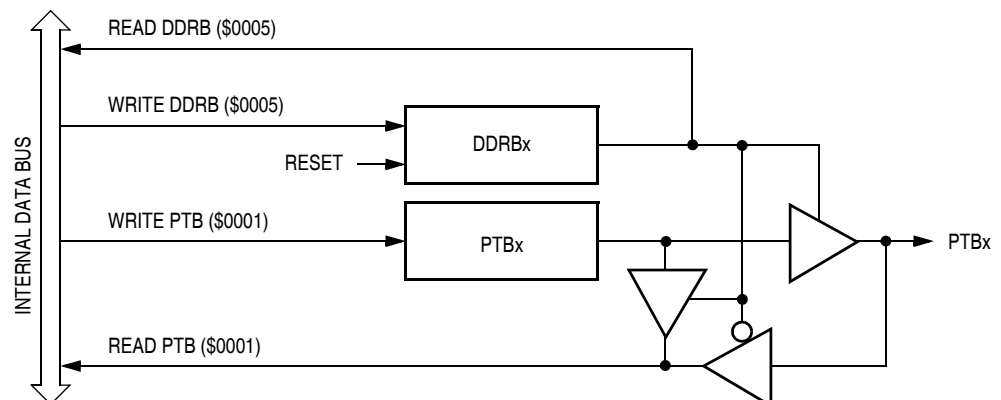 READ DDRB ($0005)
WRITE DDRB ($0005)
DDRBx
RESET
INTERNAL DATA BUS
WRITE PTB ($0001)
PTBx
PTBx
READ PTB ($0001)